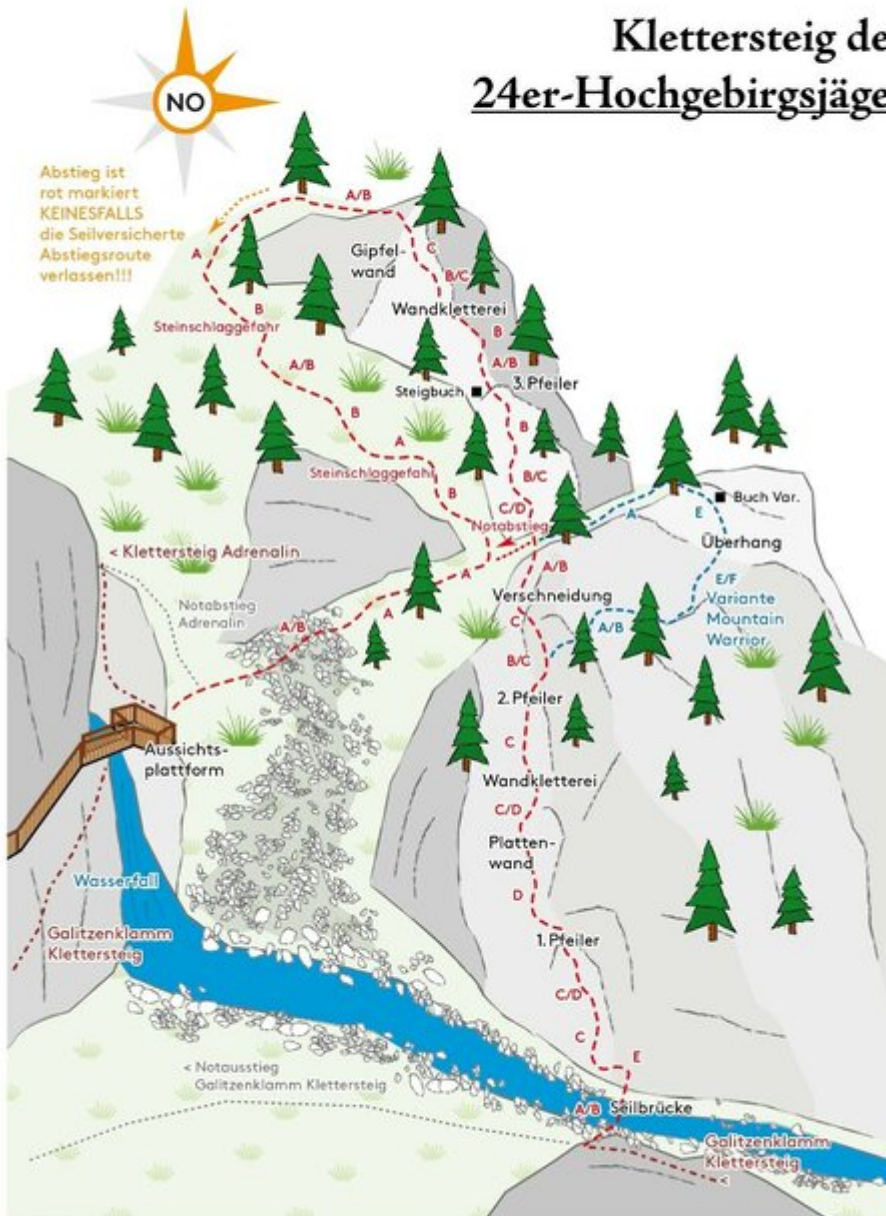 Klettersteig de
24er-Hochgebirgsjäge
NO
Abstieg ist
rot markiert
KEINESFALLS
die Seilversicherte
Abstiegsroute
verlassen!!!
A/B
A
C
Gipfel-
wand
B/C
B
Wandkletterei
Steinschlaggefahr
B
A/B
A/B
3. Pfeiler
Steigbuch
B
B
A
Steinschlaggefahr
B/C
B
C/D
Buch Var.
Notabstieg
A
E
Überhang
< Klettersteig Adrenalin
A
A/B
E/F
Notabstieg
Adrenalin
Verschneidung
Variante
Mountain
Warrior
A
A/B
C
A/B
B/C
2. Pfeiler
C
Aussichts-
plattform
Wandkletterei
C/D
Platten-
wand
Wasserfall
D
Galitzenklamm
Klettersteig
1. Pfeiler
C/D
C
E
< Notausstieg
Galitzenklamm Klettersteig
A/B
Seilbrücke
Galitzenklamm
Klettersteig
<